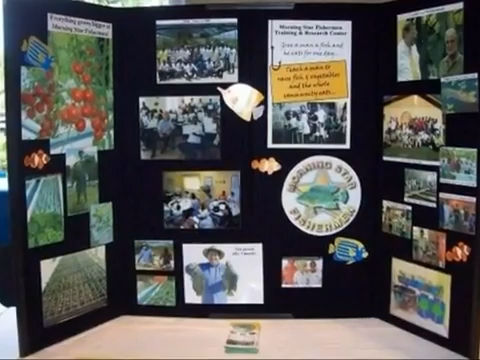 Everything grows bigger at
Morning Star Fishermen!
Morning Star Fishermen
Training & Research Center
Give a man a fish and
he eats for one day...
Teach a man to
raise fish & vegetables
and the whole
community eats...
MORNING STAR
FISHERMEN